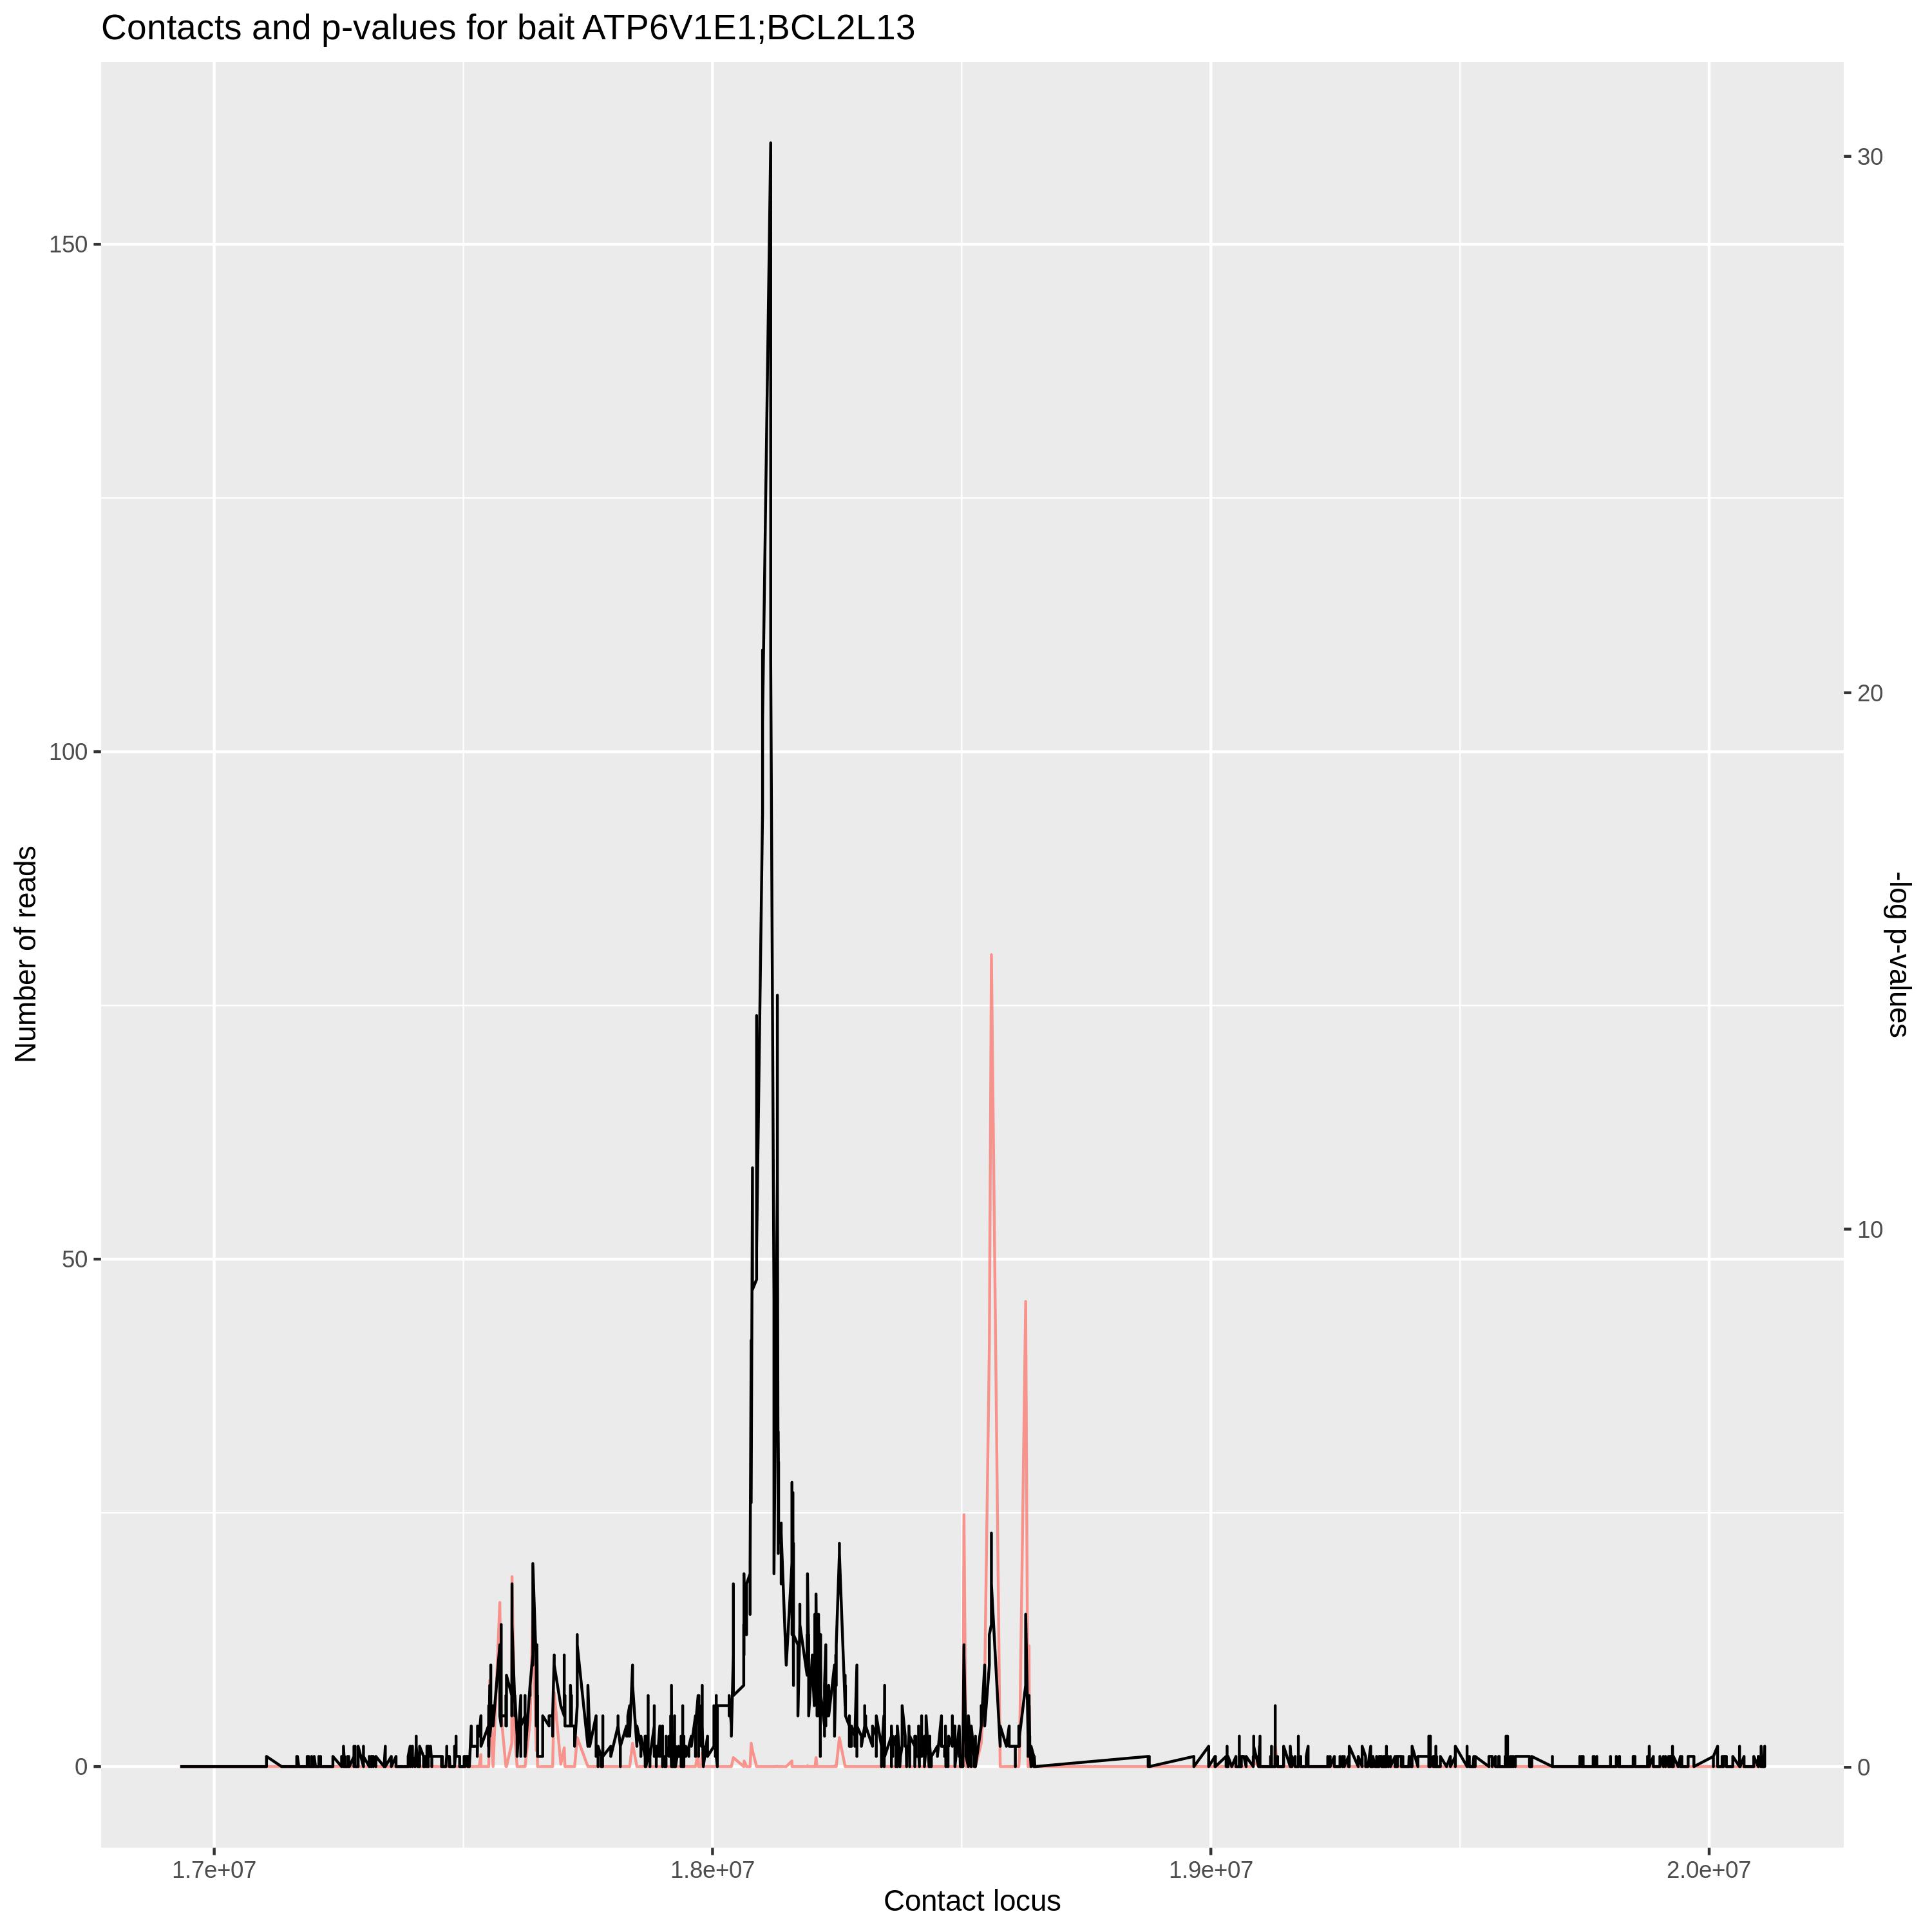 Contacts and p-values for bait ATP6V1E1;BCL2L13
Number of reads
150
100
50
0
30
20
10
0
-log p-values
1.7e+07
1.8e+07
1.9e+07
2.0e+07
Contact locus